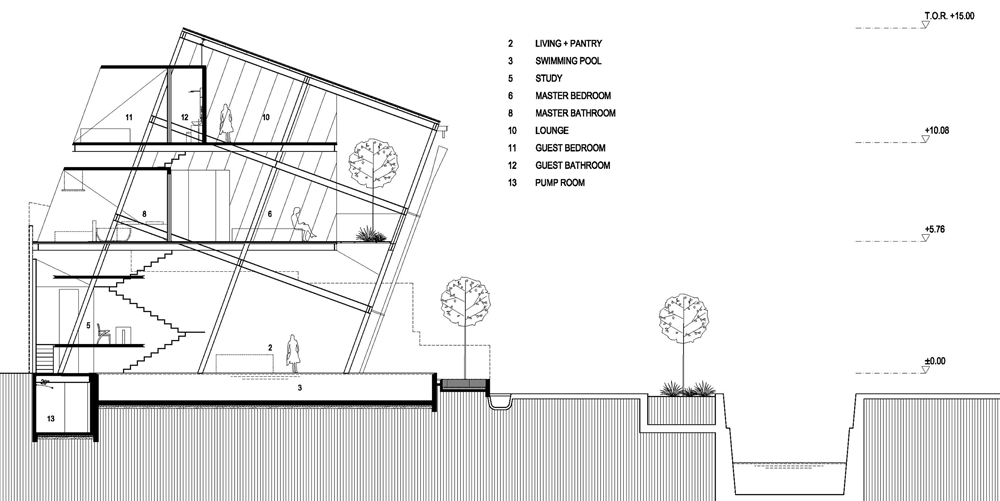 T.O.R. +15.00
2 LIVING + PANTRY
3 SWIMMING POOL
5 STUDY
6 MASTER BEDROOM
8 MASTER BATHROOM
10 LOUNGE
11 GUEST BEDROOM
12 GUEST BATHROOM
13 PUMP ROOM
+10.08
+5.76
±0.00
11
12
10
8
6
5
2
3
13